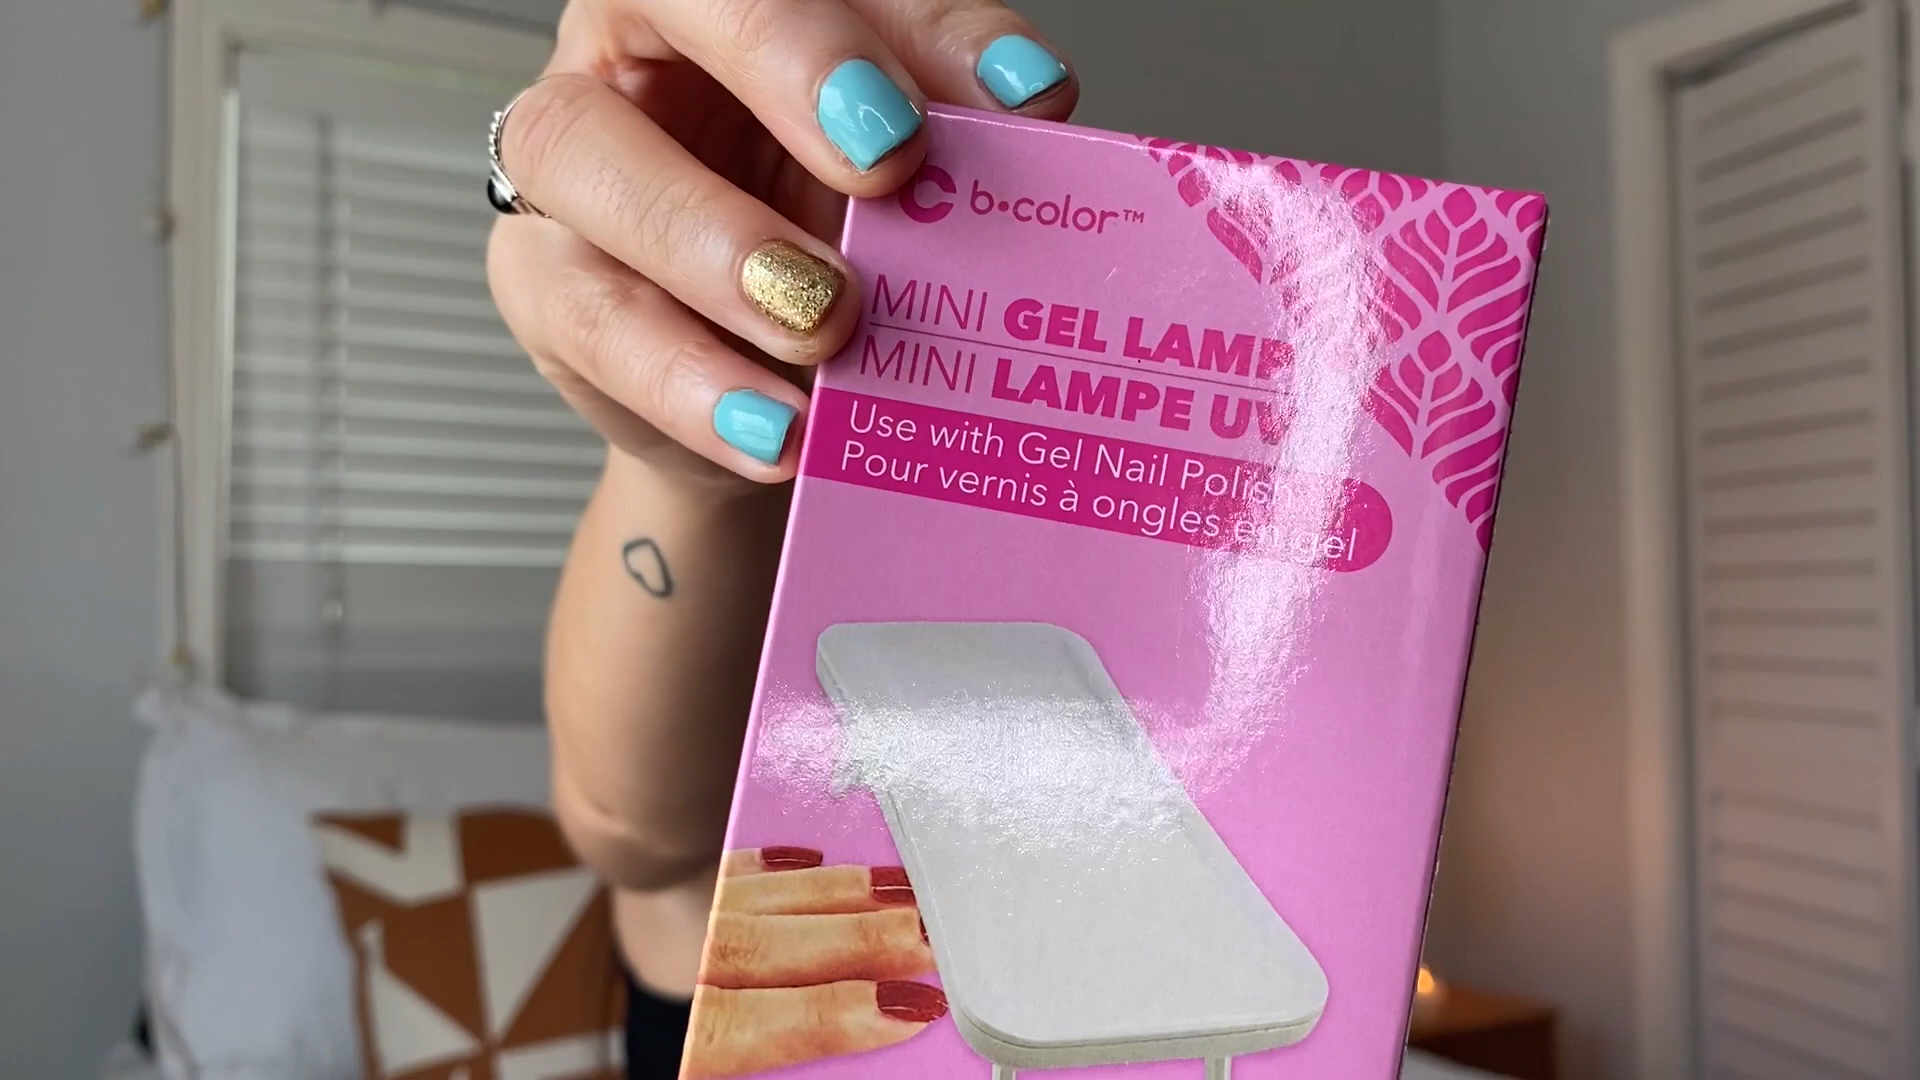 b•color™
MINI GEL LAMP
MINI LAMPE UV
Use with Gel Nail Polish
Pour vernis à ongles en gel